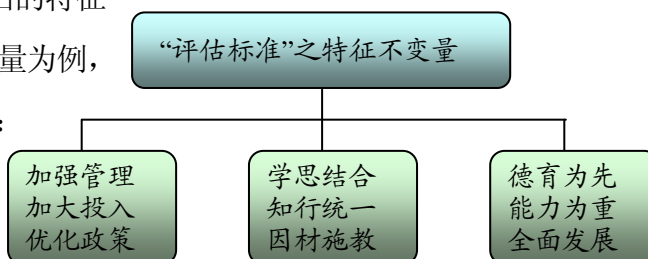 出的特征
量为例，
“评估标准”之特征不变量
：
加强管理
加大投入
优化政策
学思结合
知行统一
因材施教
德育为先
能力为重
全面发展